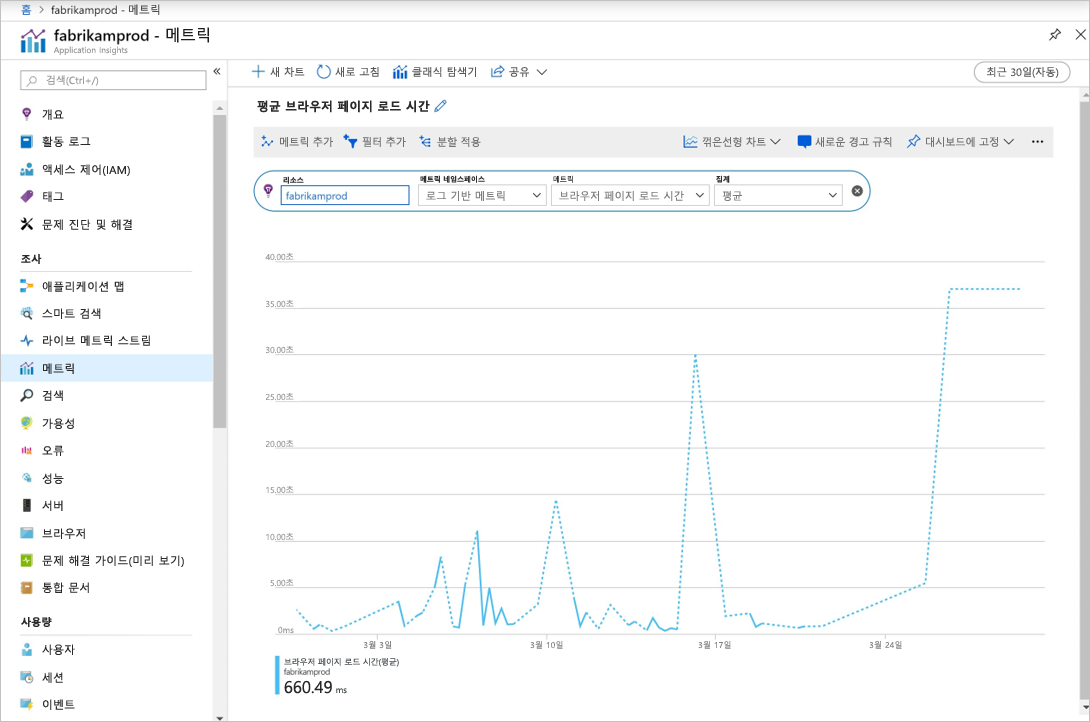 홈 > fabrikamprod - 메트릭
fabrikamprod - 메트릭
Application Insights
검색(Ctrl+/)
«
개요
활동 로그
액세스 제어(IAM)
태그
문제 진단 및 해결
조사
애플리케이션 맵
스마트 검색
라이브 메트릭 스트림
메트릭
검색
가용성
오류
성능
서버
브라우저
문제 해결 가이드(미리 보기)
통합 문서
사용량
사용자
세션
이벤트
새 차트 새로 고침 클래식 탐색기 공유
최근 30일(자동)
평균 브라우저 페이지 로드 시간
메트릭 추가 필터 추가 분할 적용
꺾은선형 차트 새로운 경고 규칙 대시보드에 고정 ...
리소스 메트릭 네임스페이스 메트릭 집계
fabrikamprod 로그 기반 메트릭 브라우저 페이지 로드 시간 평균
40.00초
35.00초
30.00초
25.00초
20.00초
15.00초
10.00초
5.00초
0ms
3월 3일 3월 10일 3월 17일 3월 24일
브라우저 페이지 로드 시간(평균)
fabrikamprod
660.49 ms